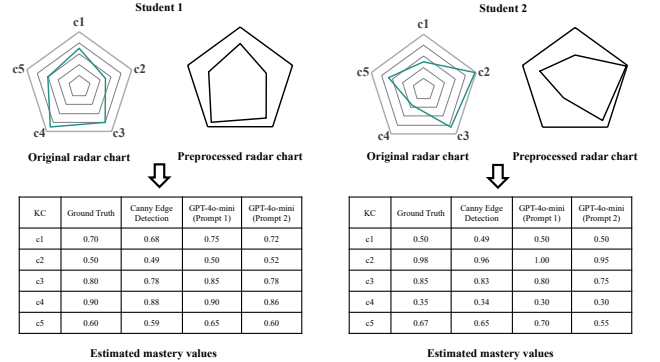 Student 1
c1
c2
c3
c4
c5
Original radar chart
Preprocessed radar chart
KC Ground Truth Canny Edge Detection GPT-4o-mini (Prompt 1) GPT-4o-mini (Prompt 2)
c1 0.70 0.68 0.75 0.72
c2 0.50 0.49 0.50 0.52
c3 0.80 0.78 0.85 0.78
c4 0.90 0.88 0.90 0.86
c5 0.60 0.59 0.65 0.60
Estimated mastery values
Student 2
c1
c2
c3
c4
c5
Original radar chart
Preprocessed radar chart
KC Ground Truth Canny Edge Detection GPT-4o-mini (Prompt 1) GPT-4o-mini (Prompt 2)
c1 0.50 0.49 0.50 0.50
c2 0.98 0.96 1.00 0.95
c3 0.85 0.83 0.80 0.75
c4 0.35 0.34 0.30 0.30
c5 0.67 0.65 0.70 0.55
Estimated mastery values